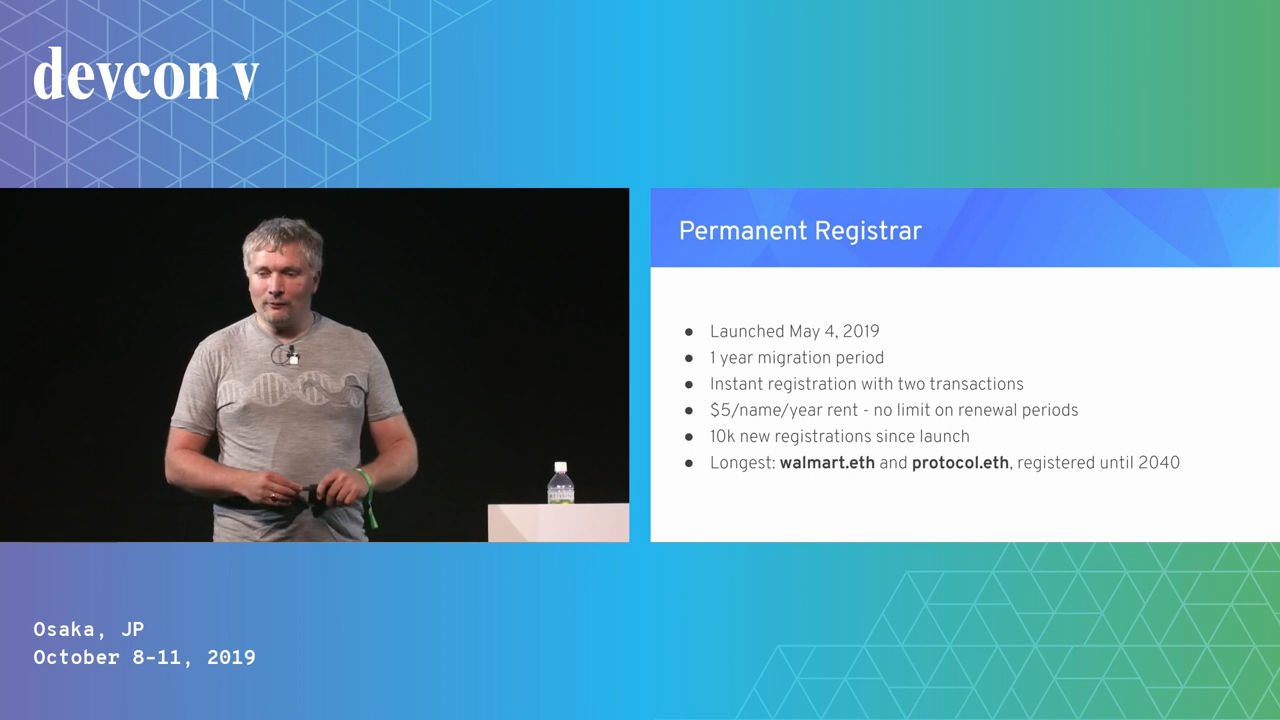 devcon v
Permanent Registrar
● Launched May 4, 2019
● 1 year migration period
● Instant registration with two transactions
● $5/name/year rent - no limit on renewal periods
● 10k new registrations since launch
● Longest: walmart.eth and protocol.eth, registered until 2040
Osaka, JP
October 8-11, 2019